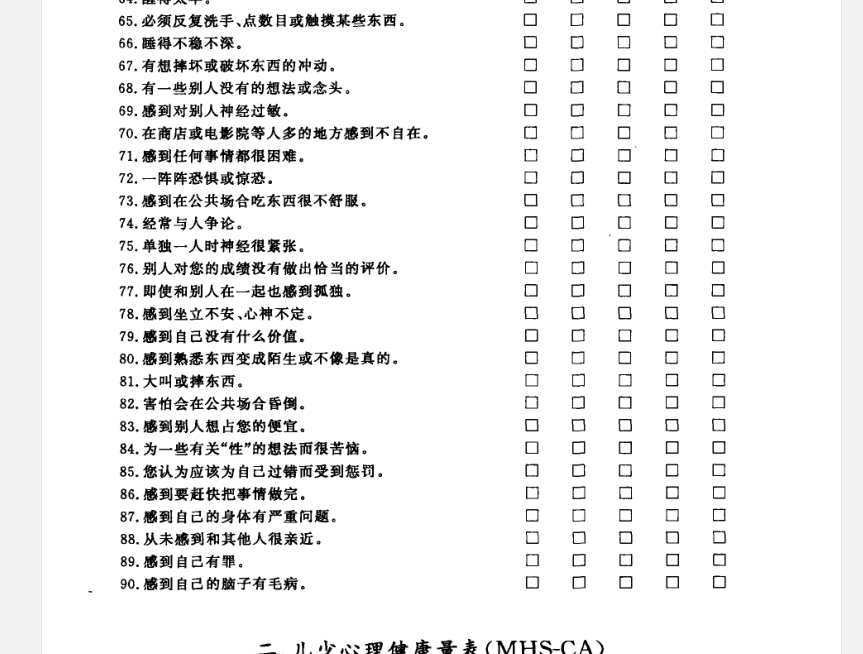 64.醒得太早。
65.必须反复洗手、点数目或触摸某些东西。 □ □ □ □ □
66.睡得不稳不深。 □ □ □ □ □
67.有想摔坏或破坏东西的冲动。 □ □ □ □ □
68.有一些别人没有的想法或念头。 □ □ □ □ □
69.感到对别人神经过敏。 □ □ □ □ □
70.在商店或电影院等人多的地方感到不自在。 □ □ □ □ □
71.感到任何事情都很困难。 □ □ □ □ □
72.一阵阵恐惧或惊恐。 □ □ □ □ □
73.感到在公共场合吃东西很不舒服。 □ □ □ □ □
74.经常与人争论。 □ □ □ □ □
75.单独一人时神经很紧张。 □ □ □ □ □
76.别人对您的成绩没有做出恰当的评价。 □ □ □ □ □
77.即使和别人在一起也感到孤独。 □ □ □ □ □
78.感到坐立不安、心神不定。 □ □ □ □ □
79.感到自己没有什么价值。 □ □ □ □ □
80.感到熟悉东西变成陌生或不像是真的。 □ □ □ □ □
81.大叫或摔东西。 □ □ □ □ □
82.害怕会在公共场合昏倒。 □ □ □ □ □
83.感到别人想占您的便宜。 □ □ □ □ □
84.为一些有关“性”的想法而很苦恼。 □ □ □ □ □
85.您认为应该为自己过错而受到惩罚。 □ □ □ □ □
86.感到要赶快把事情做完。 □ □ □ □ □
87.感到自己的身体有严重问题。 □ □ □ □ □
88.从未感到和其他人很亲近。 □ □ □ □ □
89.感到自己有罪。 □ □ □ □ □
90.感到自己的脑子有毛病。 □ □ □ □ □
二、儿少心理健康量表(MHS-CA)